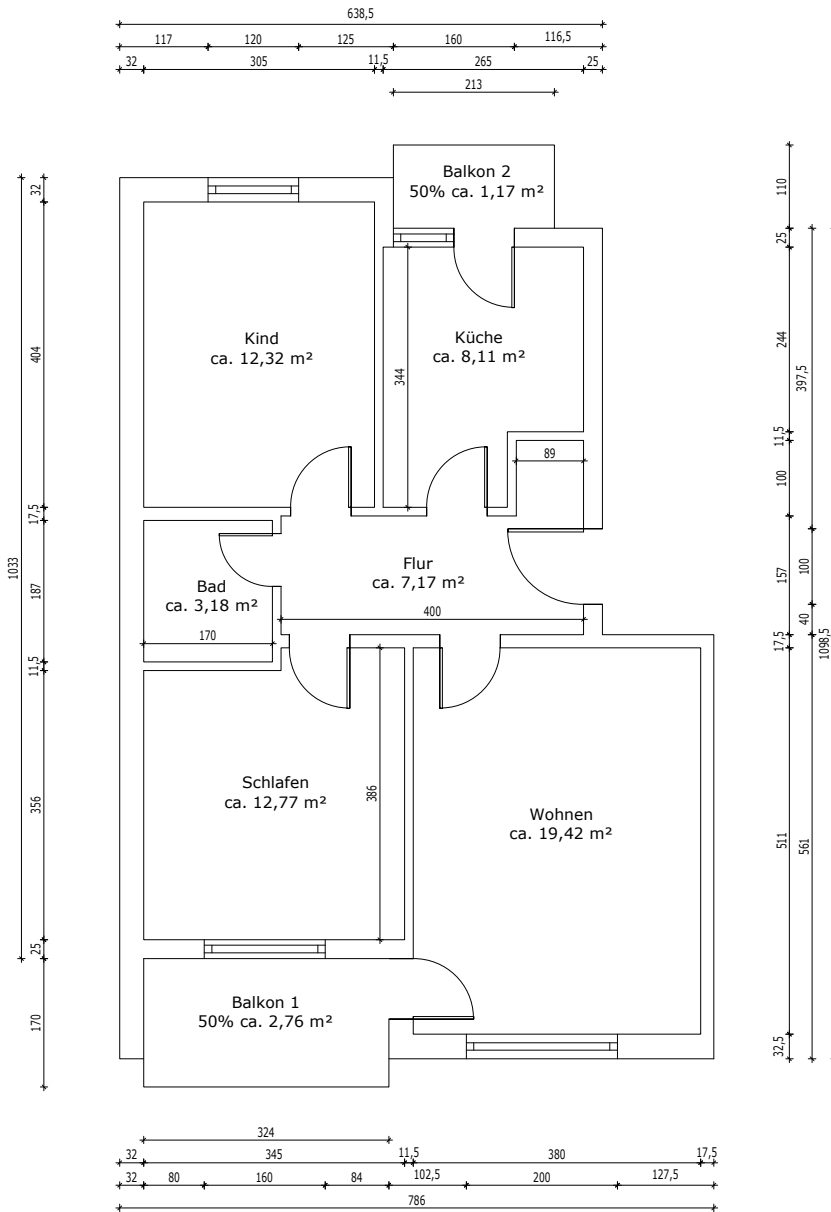 638,5
117 120 125 160 116,5
32 305 11,5 265 25
213
Balkon 2
50% ca. 1,17 m²
32
404
17,5
187
11,5
356
25
170
1033
Kind
ca. 12,32 m²
344
Küche
ca. 8,11 m²
89
Flur
ca. 7,17 m²
400
Bad
ca. 3,18 m²
170
Schlafen
ca. 12,77 m²
386
Wohnen
ca. 19,42 m²
Balkon 1
50% ca. 2,76 m²
110
25
244
11,5
100
157
17,5
511
32,5
397,5
100
40
561
1098,5
324
32 345 11,5 380 17,5
32 80 160 84 102,5 200 127,5
786